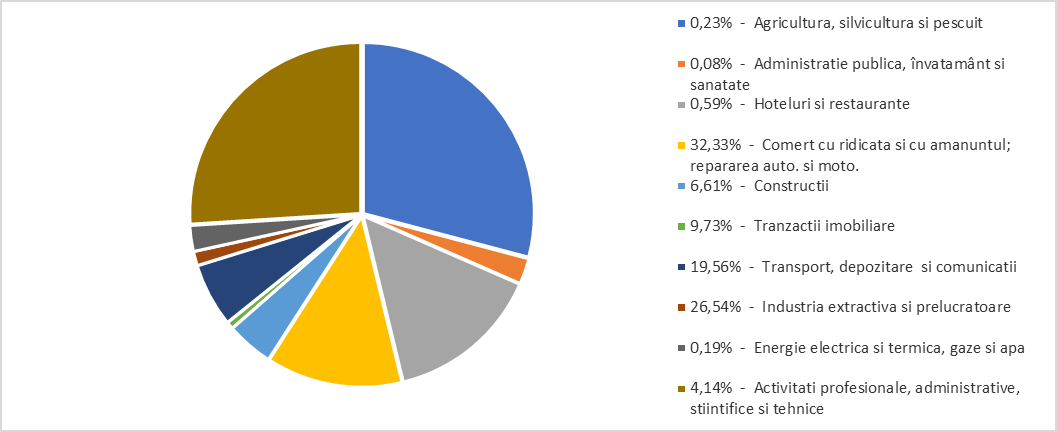 0,23% - Agricultura, silvicultura si pescuit
0,08% - Administratie publica, învatamânt si
sanatate
0,59% - Hoteluri si restaurante
32,33% - Comert cu ridicata si cu amanuntul;
repararea auto. si moto.
6,61% - Constructii
9,73% - Tranzactii imobiliare
19,56% - Transport, depozitare si comunicatii
26,54% - Industria extractiva si prelucratoare
0,19% - Energie electrica si termica, gaze si apa
4,14% - Activitati profesionale, administrative,
stiintifice si tehnice